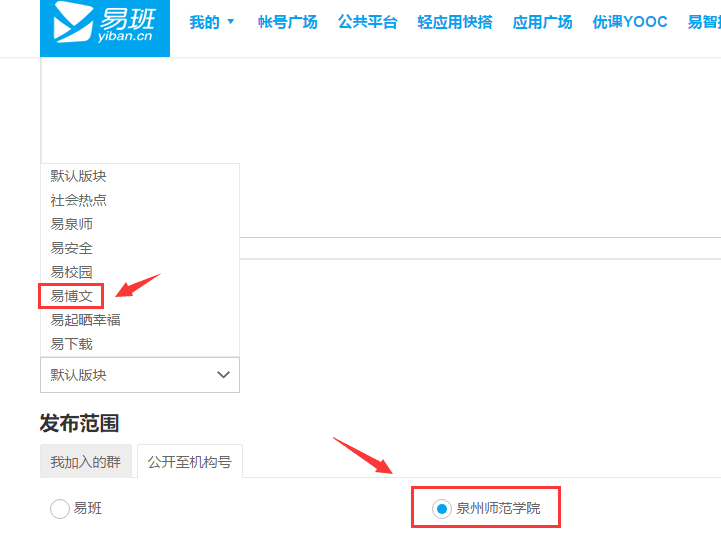 易班
yiban.cn
我的 帐号广场 公共平台 轻应用快搭 应用广场 优课YOOC 易智
默认版块
社会热点
易泉师
易安全
易校园
易博文
易起晒幸福
易下载
默认版块
发布范围
我加入的群 公开至机构号
易班 泉州师范学院